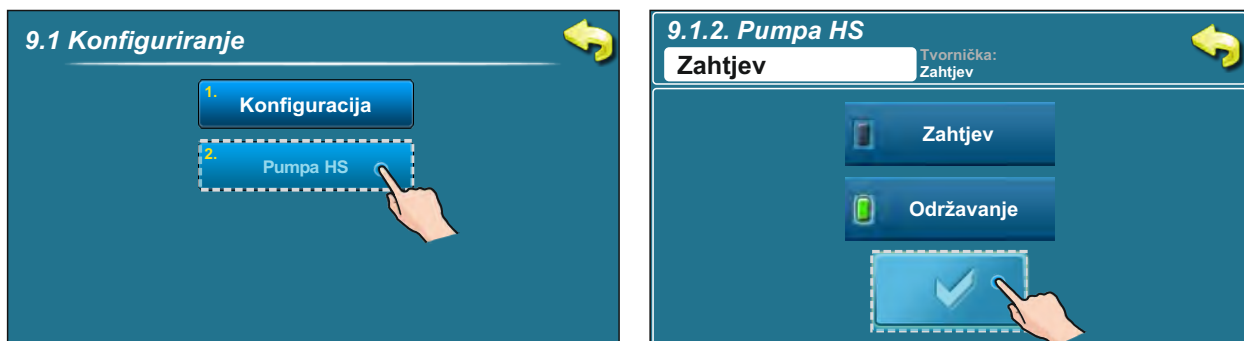 9.1 Konfiguriranje
1.
Konfiguracija
2.
Pumpa HS
9.1.2. Pumpa HS
Zahtjev
Tvornička:
Zahtjev
Zahtjev
Održavanje